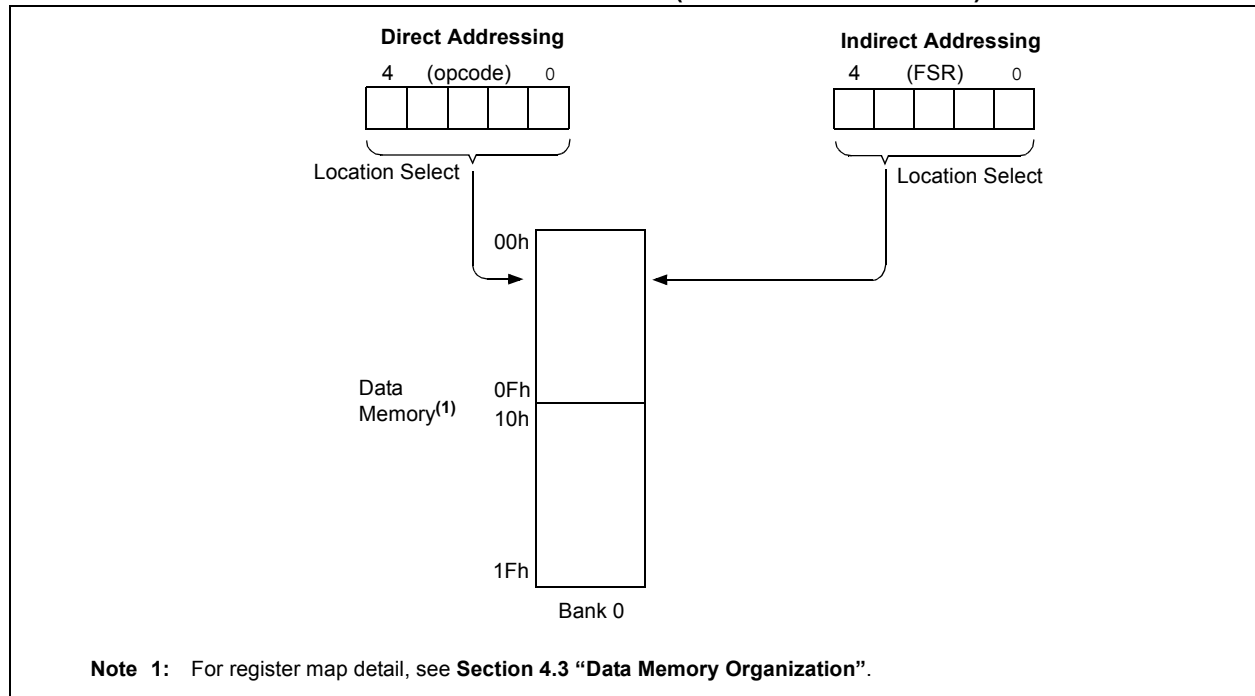 Direct Addressing
4 (opcode) 0
Location Select
Indirect Addressing
4 (FSR) 0
Location Select
00h
Data
Memory(1)
0Fh
10h
1Fh
Bank 0
Note 1: For register map detail, see Section 4.3 “Data Memory Organization”.